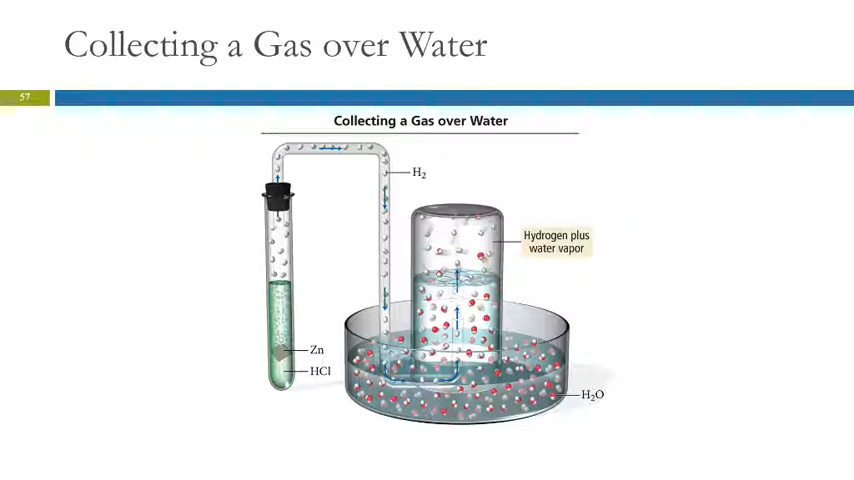 Collecting a Gas over Water
57
Collecting a Gas over Water
H₂
Hydrogen plus
water vapor
Zn
HCl
H₂O